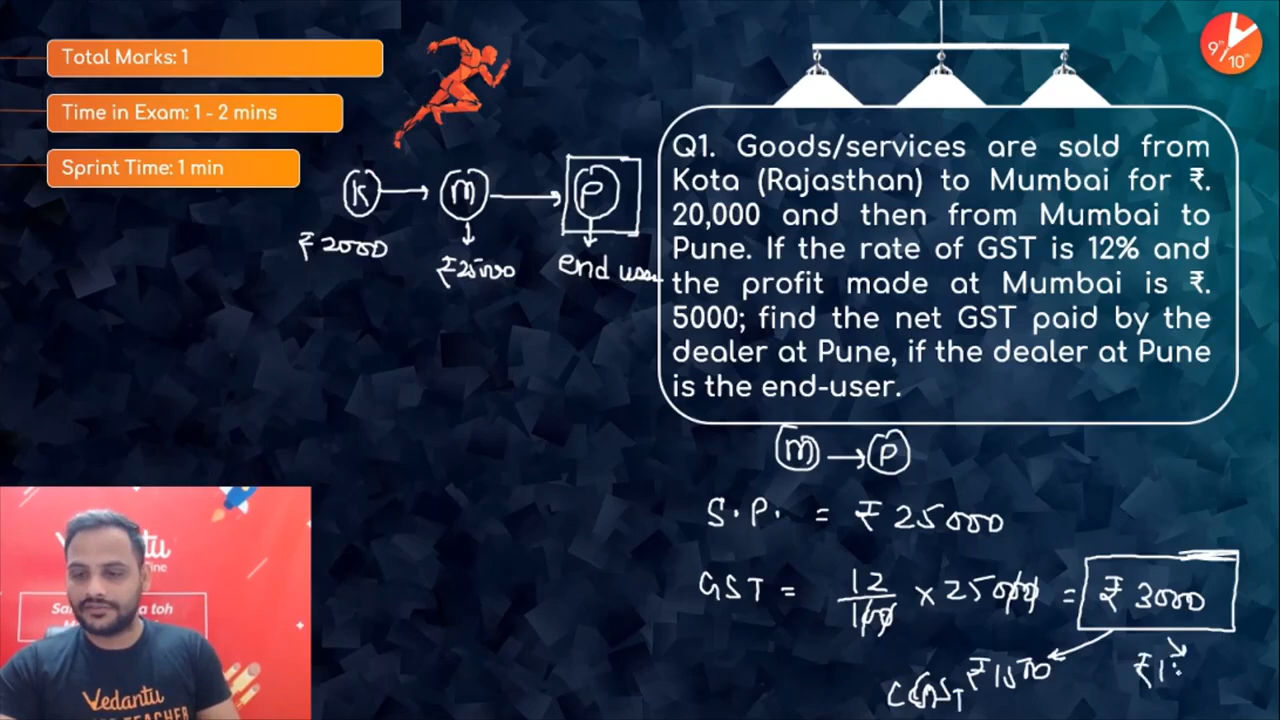 Total Marks: 1
Time in Exam: 1 - 2 mins
Sprint Time: 1 min
9th
10th
Q1. Goods/services are sold from
Kota (Rajasthan) to Mumbai for ₹.
20,000 and then from Mumbai to
Pune. If the rate of GST is 12% and
the profit made at Mumbai is ₹.
5000; find the net GST paid by the
dealer at Pune, if the dealer at Pune
is the end-user.
K → M → P
₹ 25000
end user
M → P
S.P. = ₹ 25000
GST = 12/100 × 25000 = ₹ 3000
CGST ₹ 1500
₹ 1
Vedantu